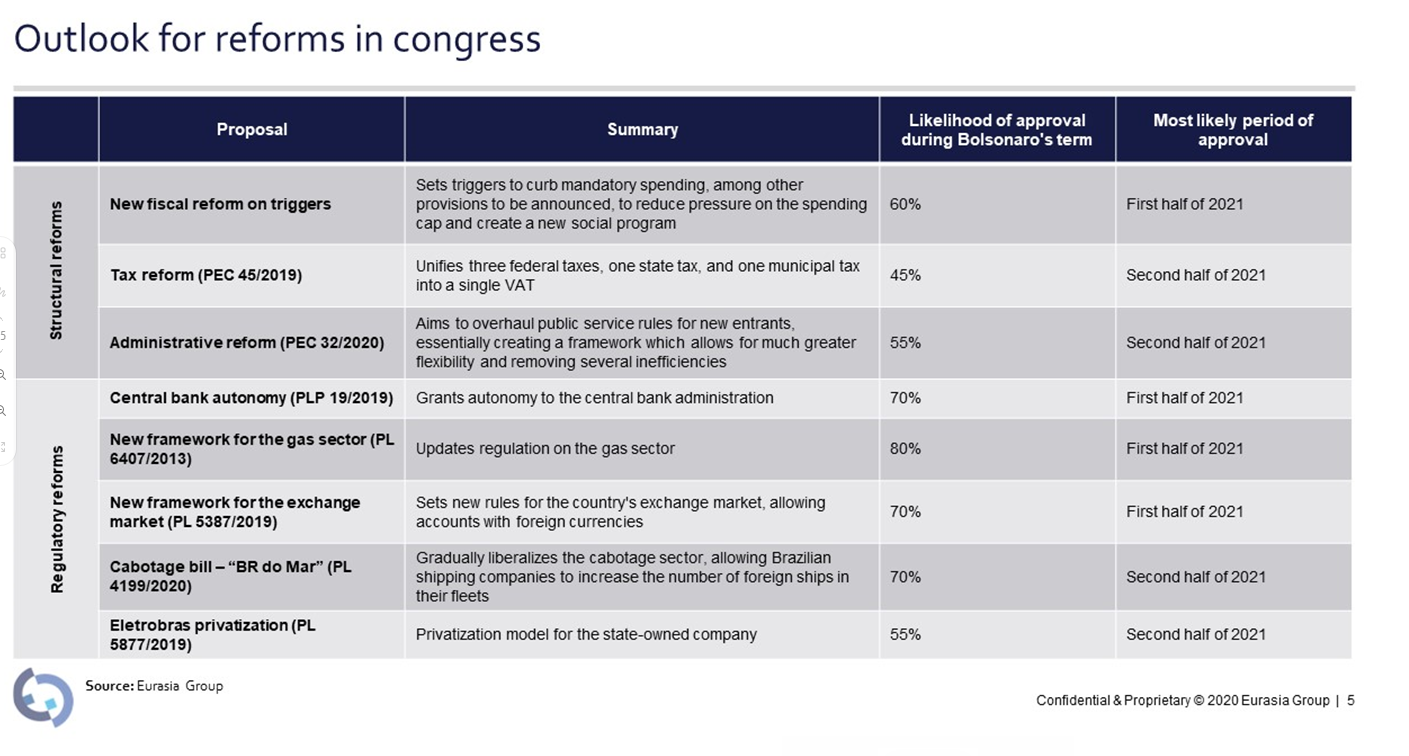 Outlook for reforms in congress
Proposal
Summary
Likelihood of approval
during Bolsonaro's term
Most likely period of
approval
Structural reforms
New fiscal reform on triggers
Sets triggers to curb mandatory spending, among other
provisions to be announced, to reduce pressure on the spending
cap and create a new social program
60%
First half of 2021
Tax reform (PEC 45/2019)
Unifies three federal taxes, one state tax, and one municipal tax
into a single VAT
45%
Second half of 2021
Administrative reform (PEC 32/2020)
Aims to overhaul public service rules for new entrants,
essentially creating a framework which allows for much greater
flexibility and removing several inefficiencies
55%
Second half of 2021
Regulatory reforms
Central bank autonomy (PLP 19/2019)
Grants autonomy to the central bank administration
70%
First half of 2021
New framework for the gas sector (PL
6407/2013)
Updates regulation on the gas sector
80%
First half of 2021
New framework for the exchange
market (PL 5387/2019)
Sets new rules for the country's exchange market, allowing
accounts with foreign currencies
70%
First half of 2021
Cabotage bill – “BR do Mar” (PL
4199/2020)
Gradually liberalizes the cabotage sector, allowing Brazilian
shipping companies to increase the number of foreign ships in
their fleets
70%
Second half of 2021
Eletrobras privatization (PL
5877/2019)
Privatization model for the state-owned company
55%
Second half of 2021
Source: Eurasia Group
Confidential & Proprietary © 2020 Eurasia Group | 5